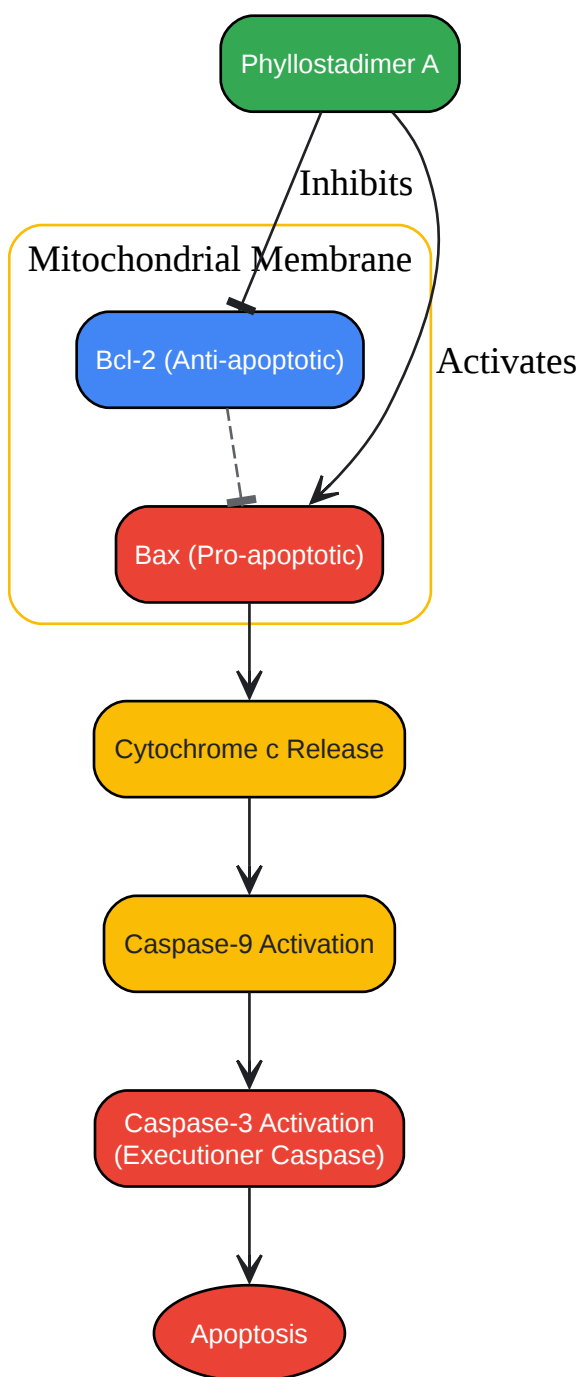 Phyllostadimer A
Inhibits
Mitochondrial Membrane
Bcl-2 (Anti-apoptotic)
Activates
Bax (Pro-apoptotic)
Cytochrome c Release
Caspase-9 Activation
Caspase-3 Activation
(Executioner Caspase)
Apoptosis